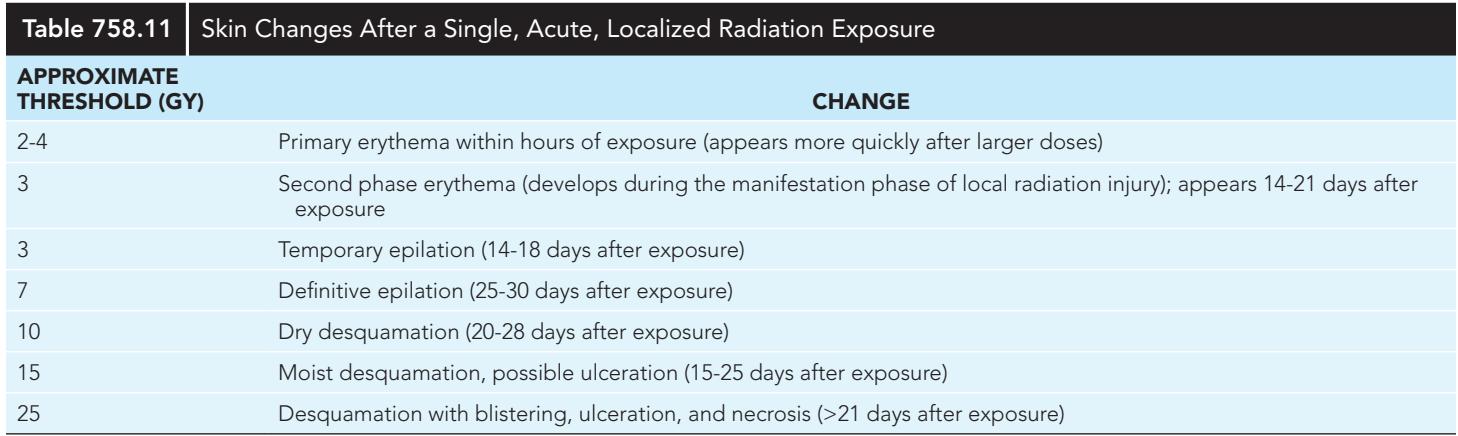 Table 758.11 Skin Changes After a Single, Acute, Localized Radiation Exposure
APPROXIMATE
THRESHOLD (GY) CHANGE
2-4 Primary erythema within hours of exposure (appears more quickly after larger doses)
3 Second phase erythema (develops during the manifestation phase of local radiation injury); appears 14-21 days after
exposure
3 Temporary epilation (14-18 days after exposure)
7 Definitive epilation (25-30 days after exposure)
10 Dry desquamation (20-28 days after exposure)
15 Moist desquamation, possible ulceration (15-25 days after exposure)
25 Desquamation with blistering, ulceration, and necrosis (>21 days after exposure)